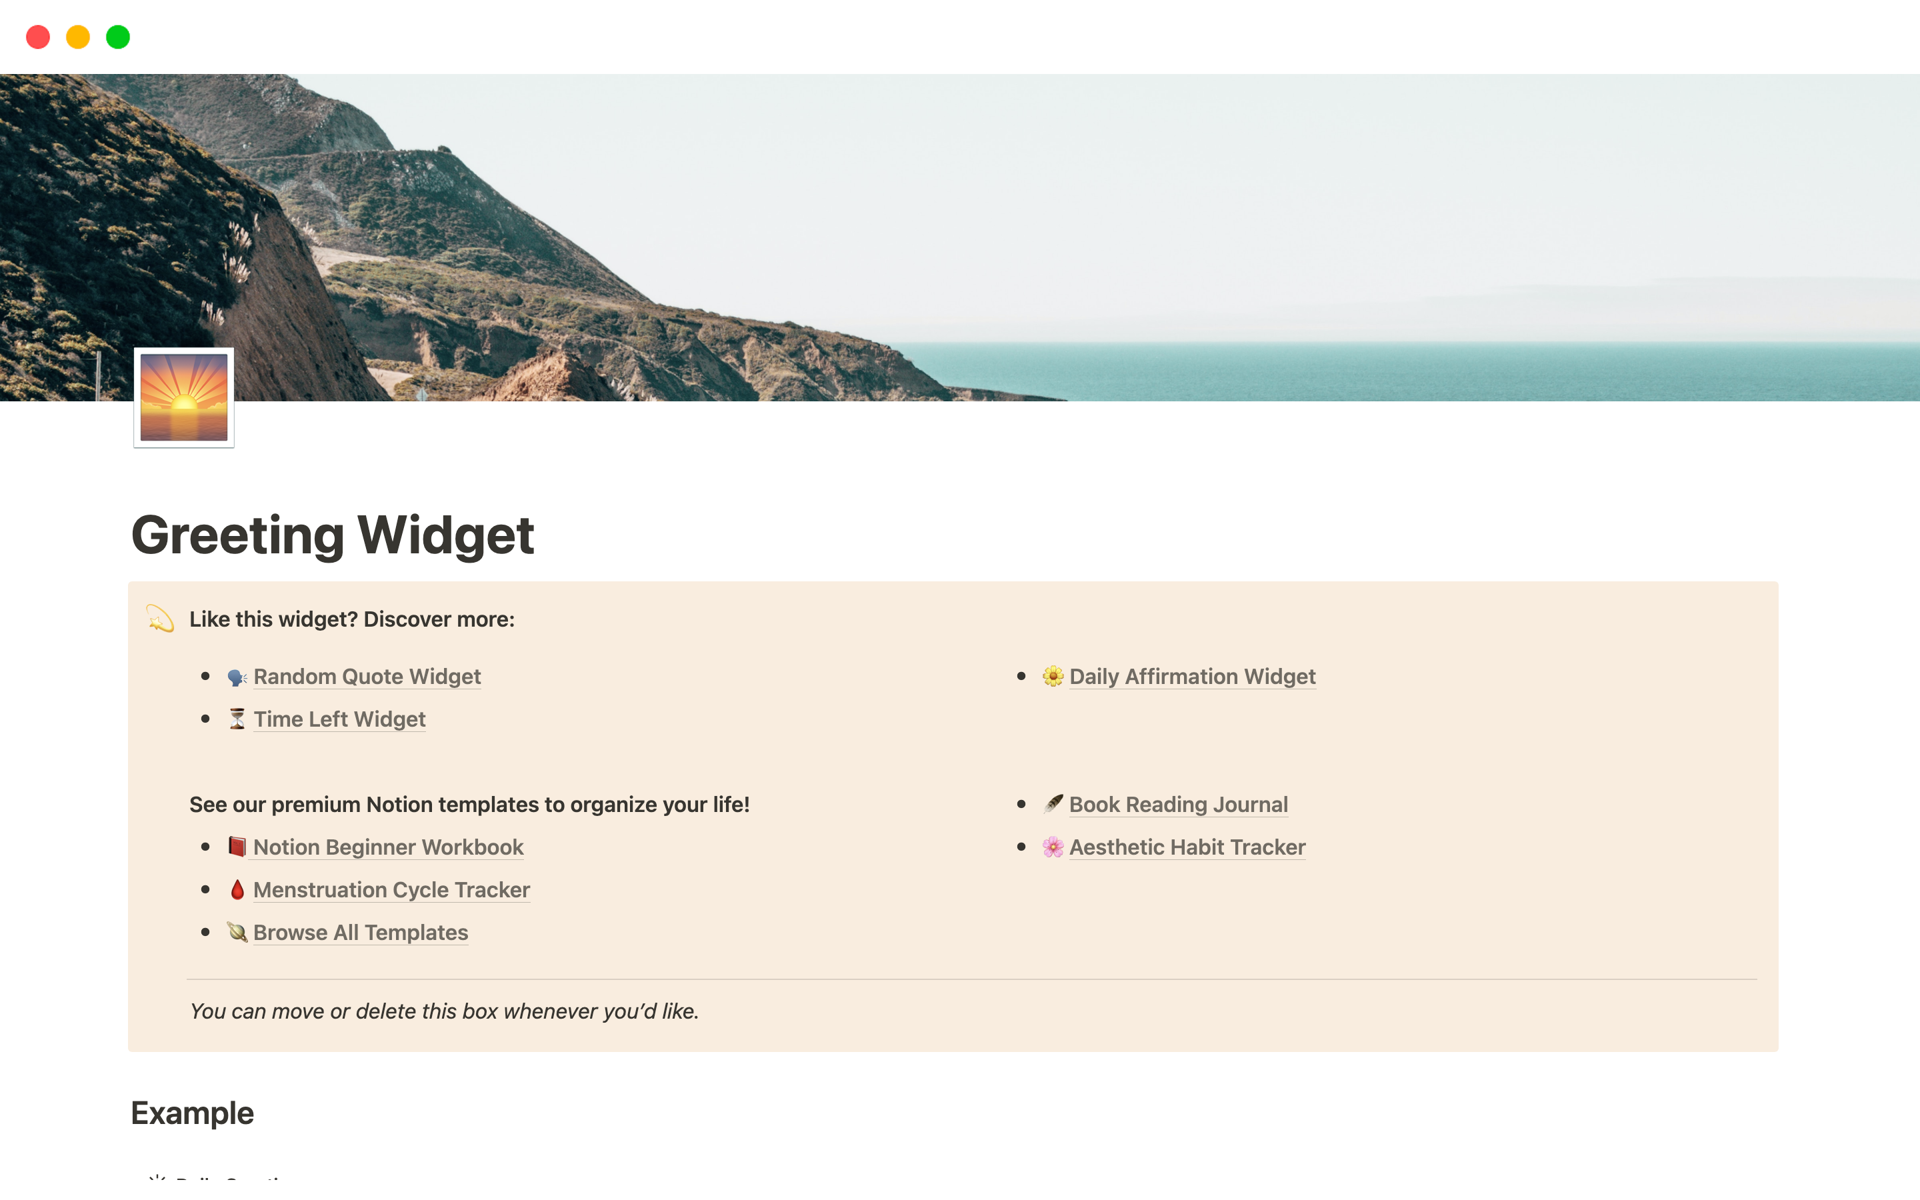 Greeting Widget
Like this widget? Discover more:
Random Quote Widget
Time Left Widget
Daily Affirmation Widget
See our premium Notion templates to organize your life!
Notion Beginner Workbook
Menstruation Cycle Tracker
Browse All Templates
Book Reading Journal
Aesthetic Habit Tracker
You can move or delete this box whenever you’d like.
Example